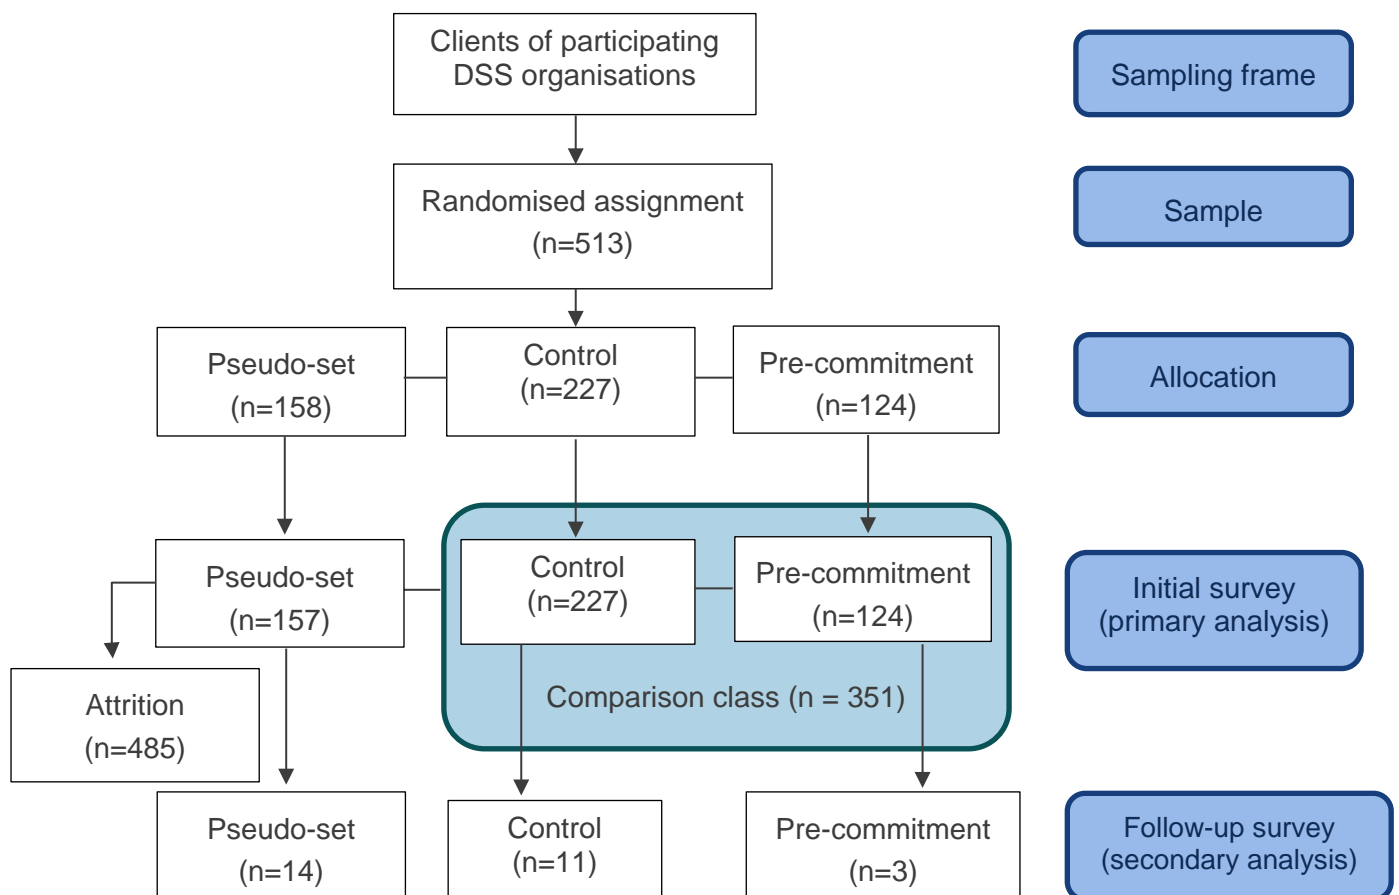 Clients of participating
DSS organisations
Sampling frame
Randomised assignment
(n=513)
Sample
Pseudo-set
(n=158)
Control
(n=227)
Pre-commitment
(n=124)
Allocation
Pseudo-set
(n=157)
Control
(n=227)
Pre-commitment
(n=124)
Initial survey
(primary analysis)
Comparison class (n = 351)
Attrition
(n=485)
Pseudo-set
(n=14)
Control
(n=11)
Pre-commitment
(n=3)
Follow-up survey
(secondary analysis)